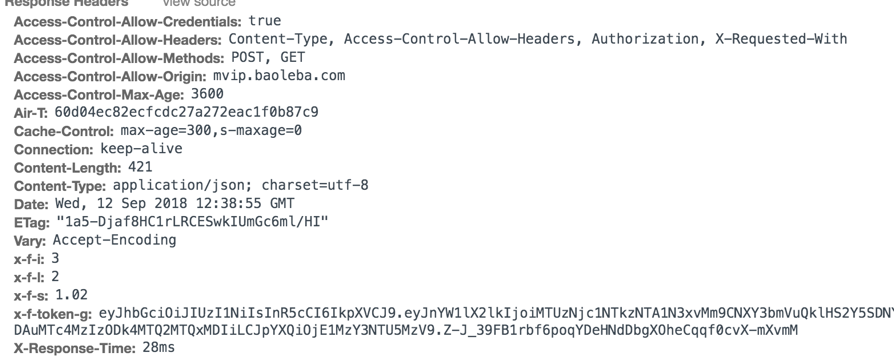 Response Headers view source
Access-Control-Allow-Credentials: true
Access-Control-Allow-Headers: Content-Type, Access-Control-Allow-Headers, Authorization, X-Requested-With
Access-Control-Allow-Methods: POST, GET
Access-Control-Allow-Origin: mvip.baoleba.com
Access-Control-Max-Age: 3600
Air-T: 60d04ec82ecfcdc27a272eac1f0b87c9
Cache-Control: max-age=300,s-maxage=0
Connection: keep-alive
Content-Length: 421
Content-Type: application/json; charset=utf-8
Date: Wed, 12 Sep 2018 12:38:55 GMT
ETag: "1a5-Djaf8HC1rLRCESwkIUmGc6ml/HI"
Vary: Accept-Encoding
x-f-i: 3
x-f-l: 2
x-f-s: 1.02
x-f-token-g: eyJhbGciOiJIUzI1NiIsInR5cCI6IkpXVCJ9.eyJnYW1lX2lkIjoiMTUzNjc1NTkzNTA1N3xvMm9CNXY3bmVuQklHS2Y5SDN
DAuMTc4MzIzODk4MTQ2MTQxMDIiLCJpYXQiOjE1MzY3NTU5MzV9.Z-J_39FB1rbf6poqYDeHNdDbgXOheCqqf0cvX-mXvmM
X-Response-Time: 28ms